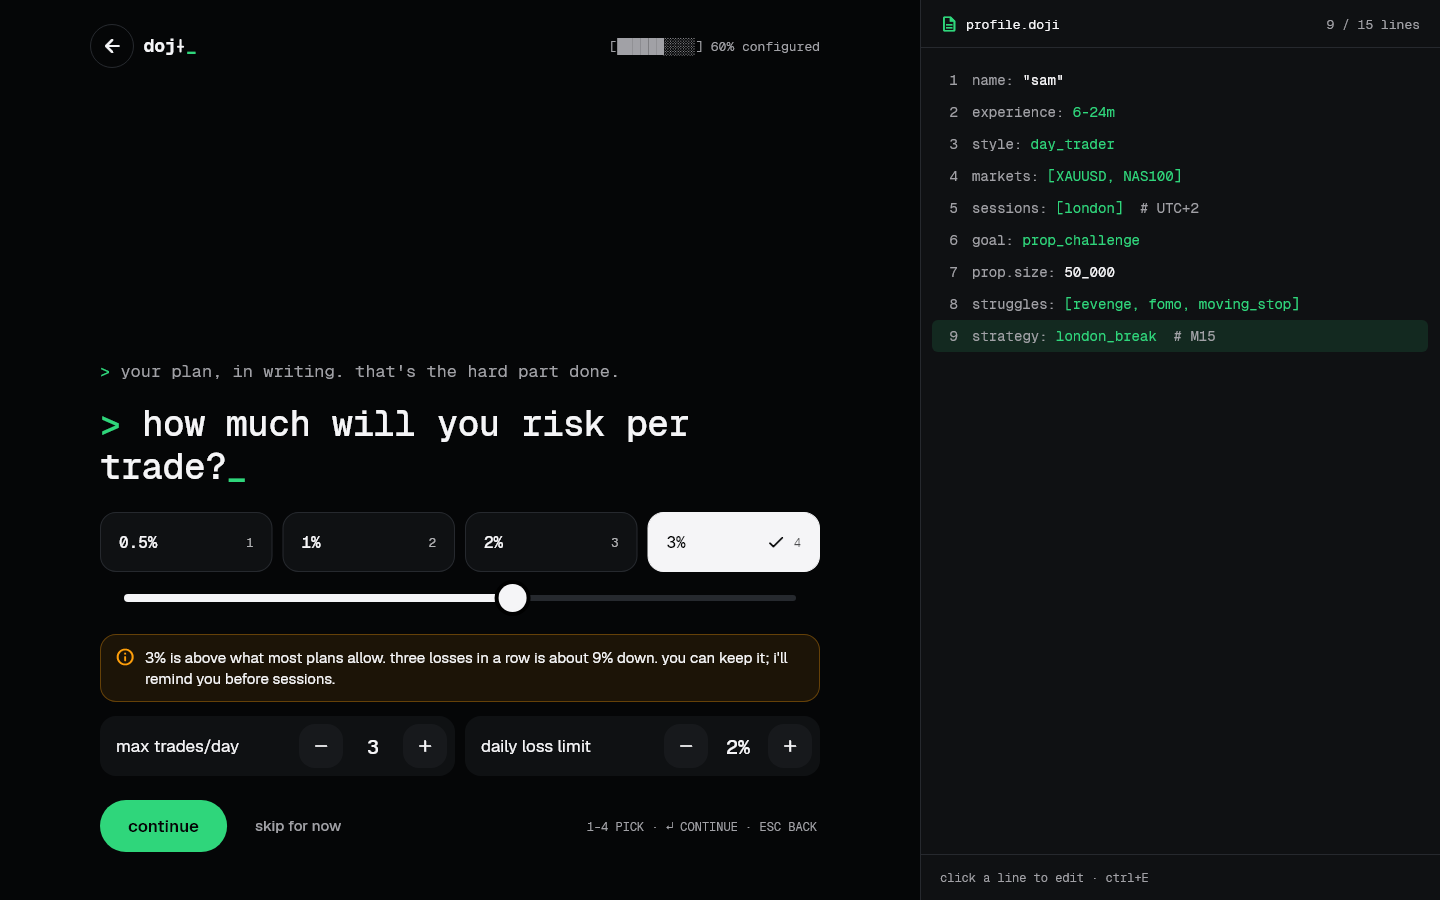 doji_
[██████░░░░] 60% configured
> your plan, in writing. that's the hard part done.
> how much will you risk per
trade?_
0.5% 1
1% 2
2% 3
3% ✓ 4
3% is above what most plans allow. three losses in a row is about 9% down. you can keep it; i'll
remind you before sessions.
max trades/day − 3 +
daily loss limit − 2% +
continue
skip for now
1–4 PICK · ↵ CONTINUE · ESC BACK
profile.doji
9 / 15 lines
1 name: "sam"
2 experience: 6-24m
3 style: day_trader
4 markets: [XAUUSD, NAS100]
5 sessions: [london] # UTC+2
6 goal: prop_challenge
7 prop.size: 50_000
8 struggles: [revenge, fomo, moving_stop]
9 strategy: london_break # M15
click a line to edit · ctrl+E